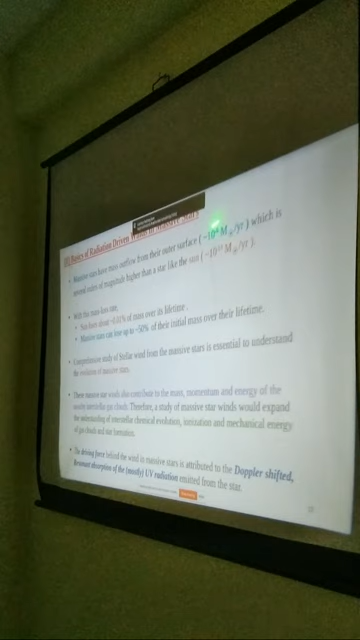 III) Basics of Radiation Driven Winds in Massive Stars
• Massive stars have mass outflow from their outer surface (~10⁻⁶ M☉/yr) which is
several orders of magnitude higher than a star like the sun (~10⁻¹⁴ M☉/yr).
• With this mass-loss rate,
• Sun loses about ~0.01% of mass over its lifetime.
• Massive stars can lose up to ~50% of their initial mass over their lifetime.
• Comprehensive study of Stellar wind from the massive stars is essential to understand
the evolution of massive stars.
• These massive star winds also contribute to the mass, momentum and energy of the
nearby interstellar gas clouds. Therefore, a study of massive star winds would expand
the understanding of interstellar chemical evolution, ionization and mechanical energy
of gas clouds and star formation.
• The driving force behind the wind in massive stars is attributed to the Doppler shifted,
Resonant absorption of the (mostly) UV radiation emitted from the star.